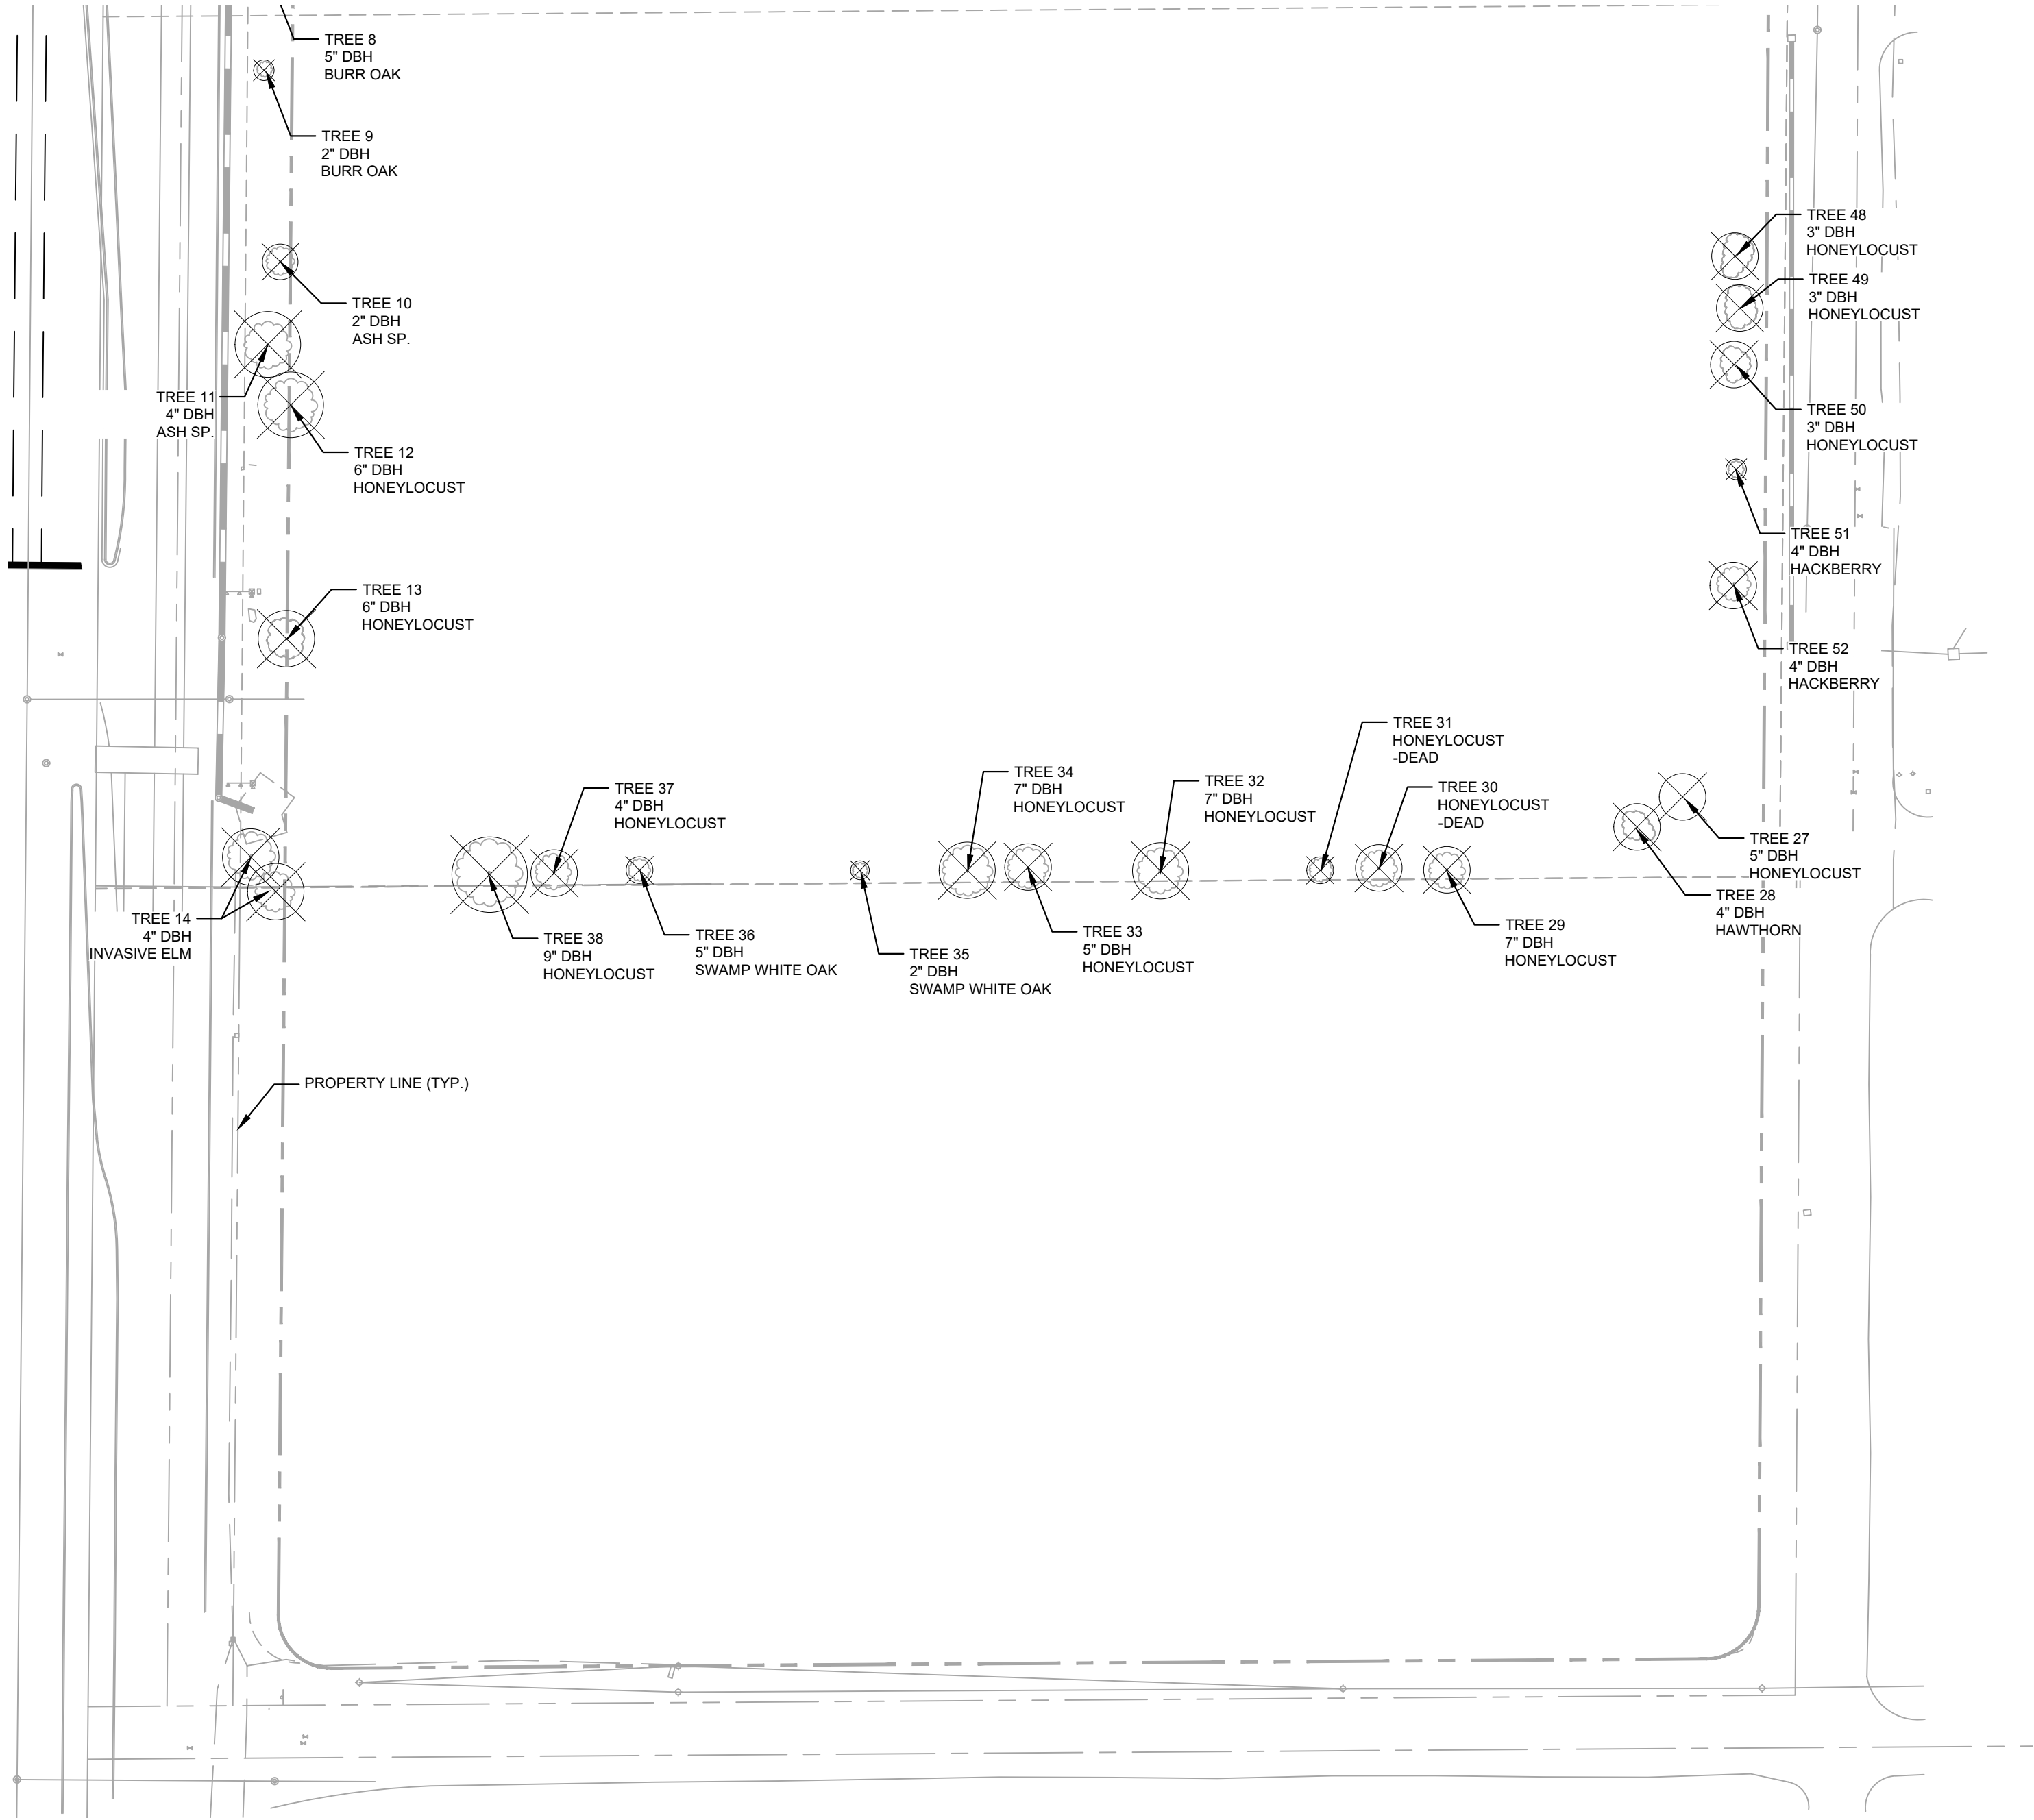 TREE 8
5" DBH
BURR OAK
TREE 9
2" DBH
BURR OAK
TREE 10
2" DBH
ASH SP.
TREE 11
4" DBH
ASH SP.
TREE 12
6" DBH
HONEYLOCUST
TREE 13
6" DBH
HONEYLOCUST
TREE 48
3" DBH
HONEYLOCUST
TREE 49
3" DBH
HONEYLOCUST
TREE 50
3" DBH
HONEYLOCUST
TREE 51
4" DBH
HACKBERRY
TREE 52
4" DBH
HACKBERRY
TREE 37
4" DBH
HONEYLOCUST
TREE 34
7" DBH
HONEYLOCUST
TREE 32
7" DBH
HONEYLOCUST
TREE 31
HONEYLOCUST
-DEAD
TREE 30
HONEYLOCUST
-DEAD
TREE 27
5" DBH
HONEYLOCUST
TREE 28
4" DBH
HAWTHORN
TREE 14
4" DBH
INVASIVE ELM
TREE 38
9" DBH
HONEYLOCUST
TREE 36
5" DBH
SWAMP WHITE OAK
TREE 35
2" DBH
SWAMP WHITE OAK
TREE 33
5" DBH
HONEYLOCUST
TREE 29
7" DBH
HONEYLOCUST
PROPERTY LINE (TYP.)